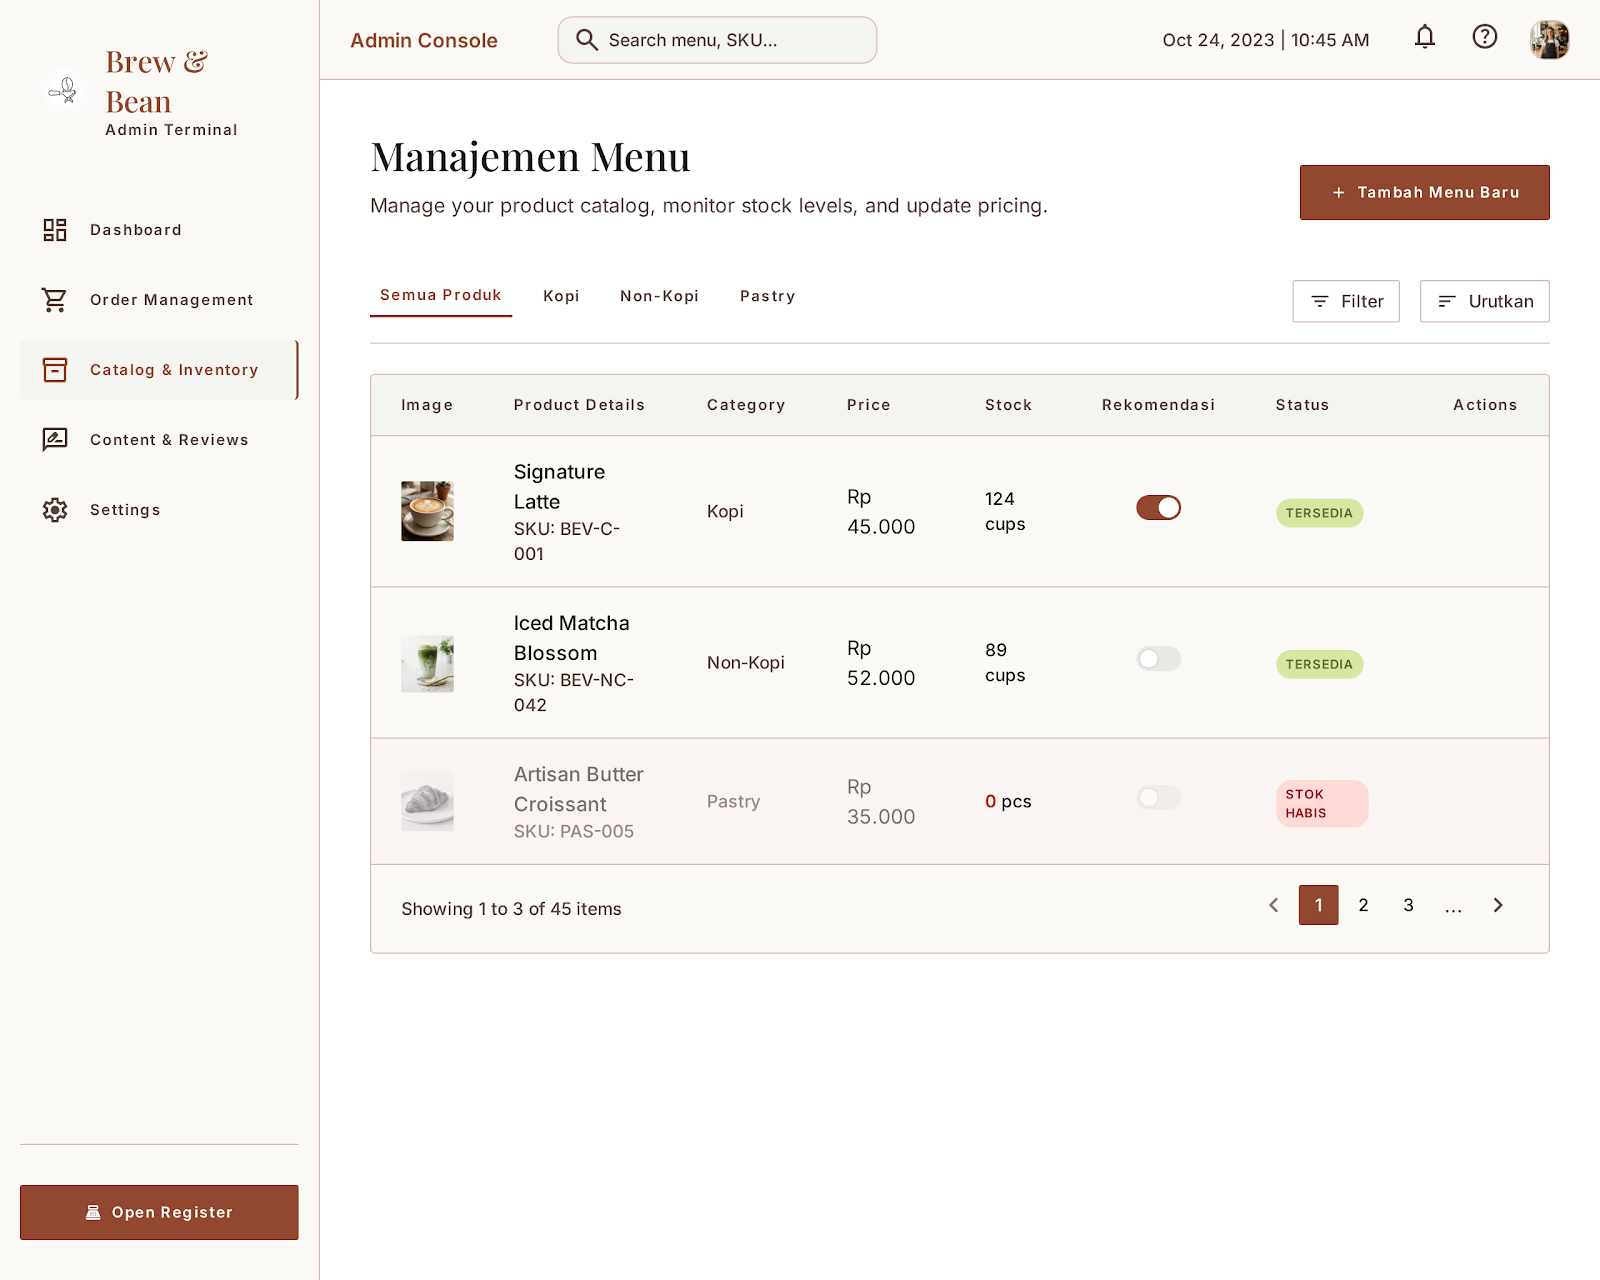 Brew &
Bean
Admin Terminal
Dashboard
Order Management
Catalog & Inventory
Content & Reviews
Settings
Open Register
Admin Console
Search menu, SKU...
Oct 24, 2023 | 10:45 AM
Manajemen Menu
Manage your product catalog, monitor stock levels, and update pricing.
+ Tambah Menu Baru
Semua Produk
Kopi
Non-Kopi
Pastry
Filter
Urutkan
Image
Product Details
Category
Price
Stock
Rekomendasi
Status
Actions
Signature
Latte
SKU: BEV-C-
001
Kopi
Rp
45.000
124
cups
TERSEDIA
Iced Matcha
Blossom
SKU: BEV-NC-
042
Non-Kopi
Rp
52.000
89
cups
TERSEDIA
Artisan Butter
Croissant
SKU: PAS-005
Pastry
Rp
35.000
0 pcs
STOK
HABIS
Showing 1 to 3 of 45 items
1
2
3
...